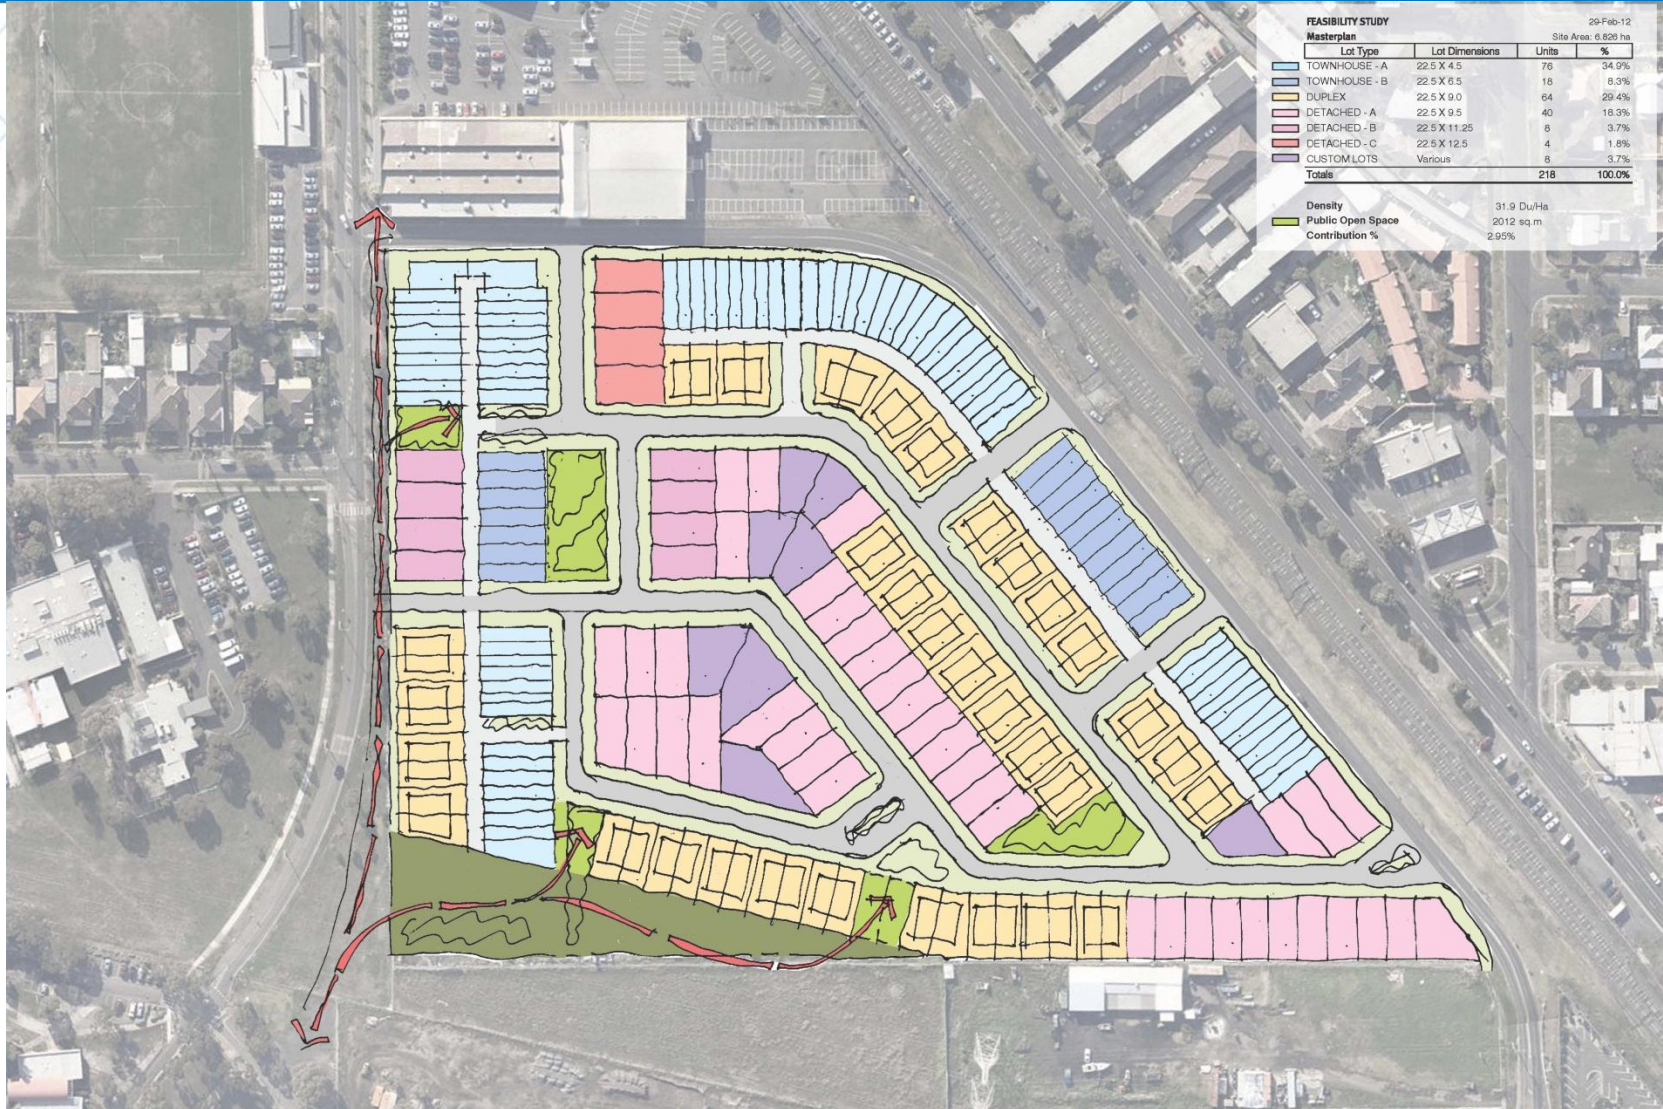 FEASIBILITY STUDY 29-Feb-12
Masterplan Site Area: 6.826 ha
Lot Type Lot Dimensions Units %
TOWNHOUSE - A 22.5 X 4.5 76 34.9%
TOWNHOUSE - B 22.5 X 6.5 18 8.3%
DUPLEX 22.5 X 9.0 64 29.4%
DETACHED - A 22.5 X 9.5 40 18.3%
DETACHED - B 22.5 X 11.25 8 3.7%
DETACHED - C 22.5 X 12.5 4 1.8%
CUSTOM LOTS Various 8 3.7%
Totals 218 100.0%
Density 31.9 Du/Ha
Public Open Space 2012 sq.m
Contribution % 2.95%